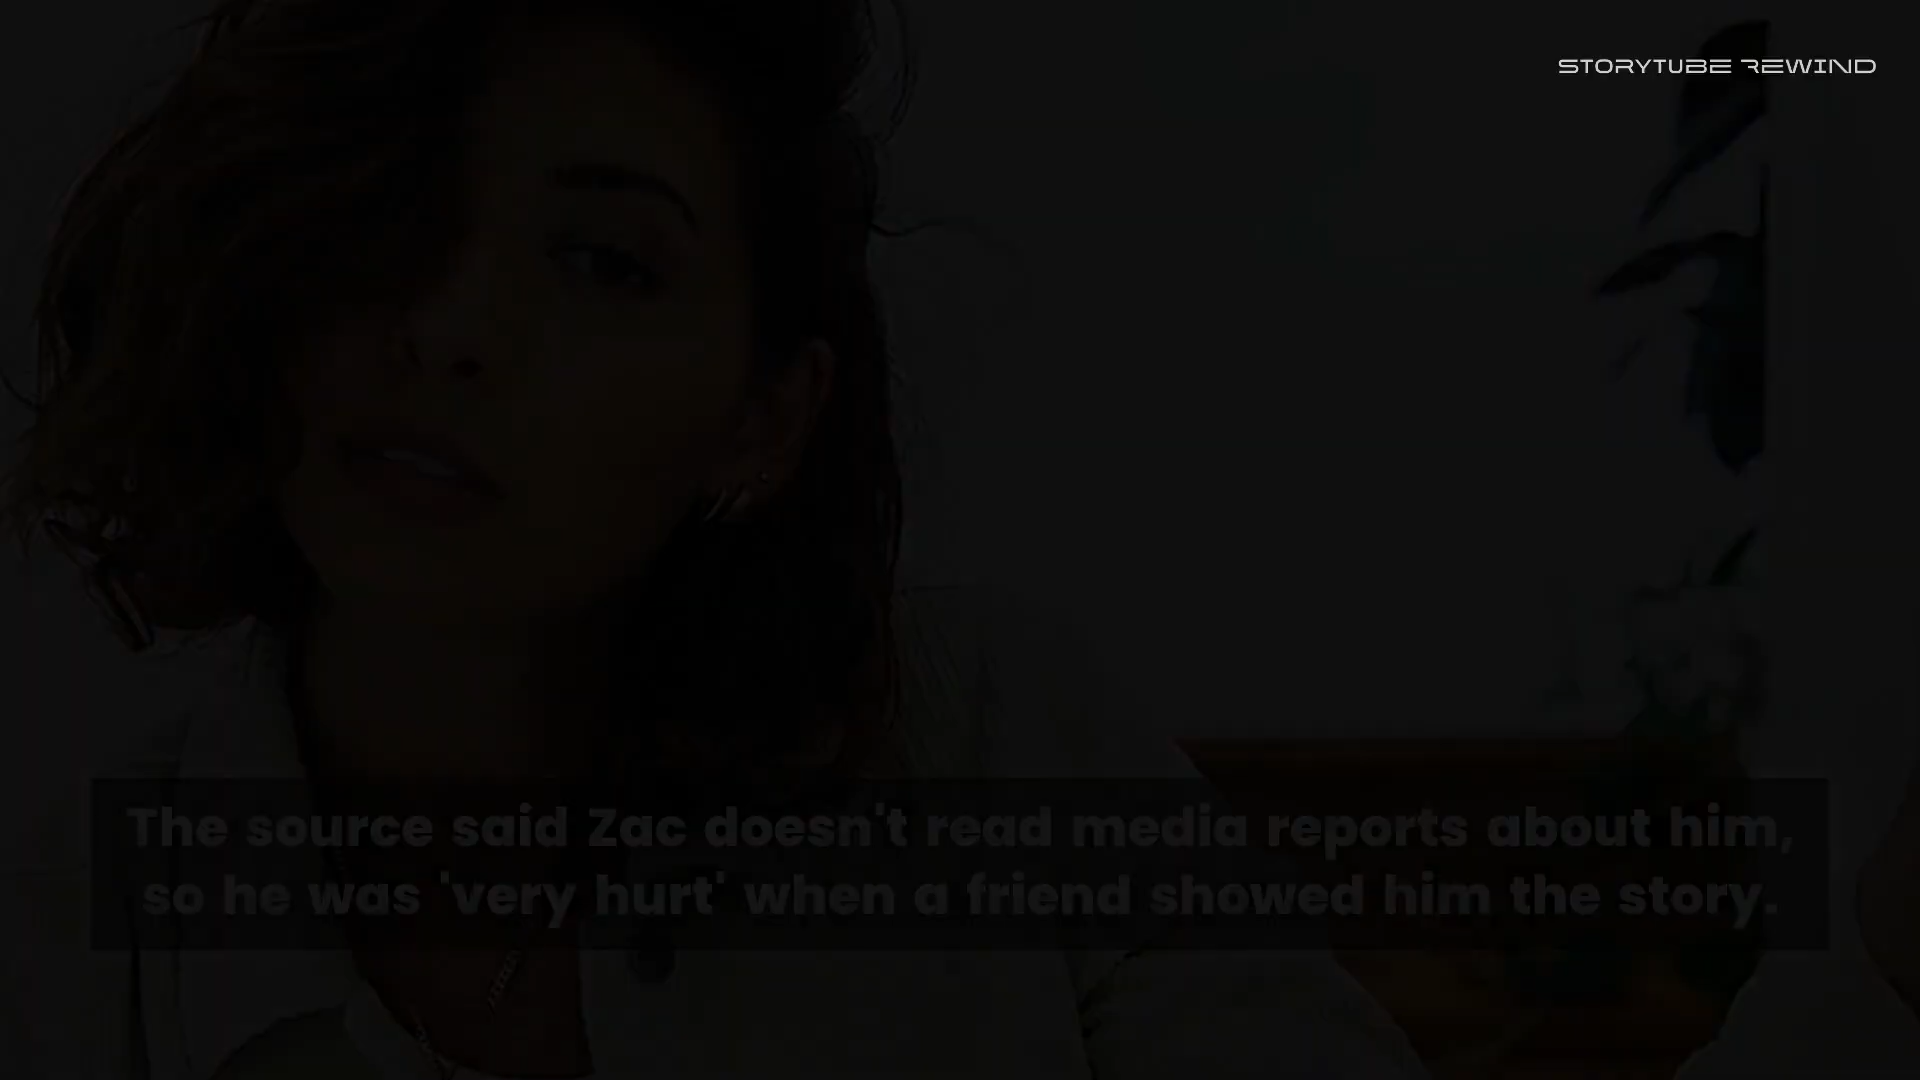 STORYTUBE REWIND
The source said Zac doesn't read media reports about him,
so he was 'very hurt' when a friend showed him the story.